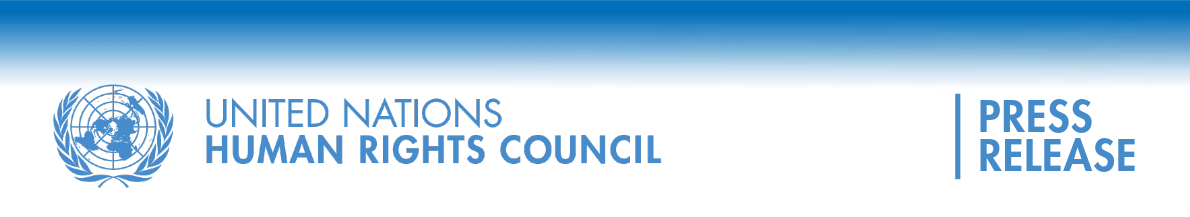 UNITED NATIONS
HUMAN RIGHTS COUNCIL
PRESS
RELEASE